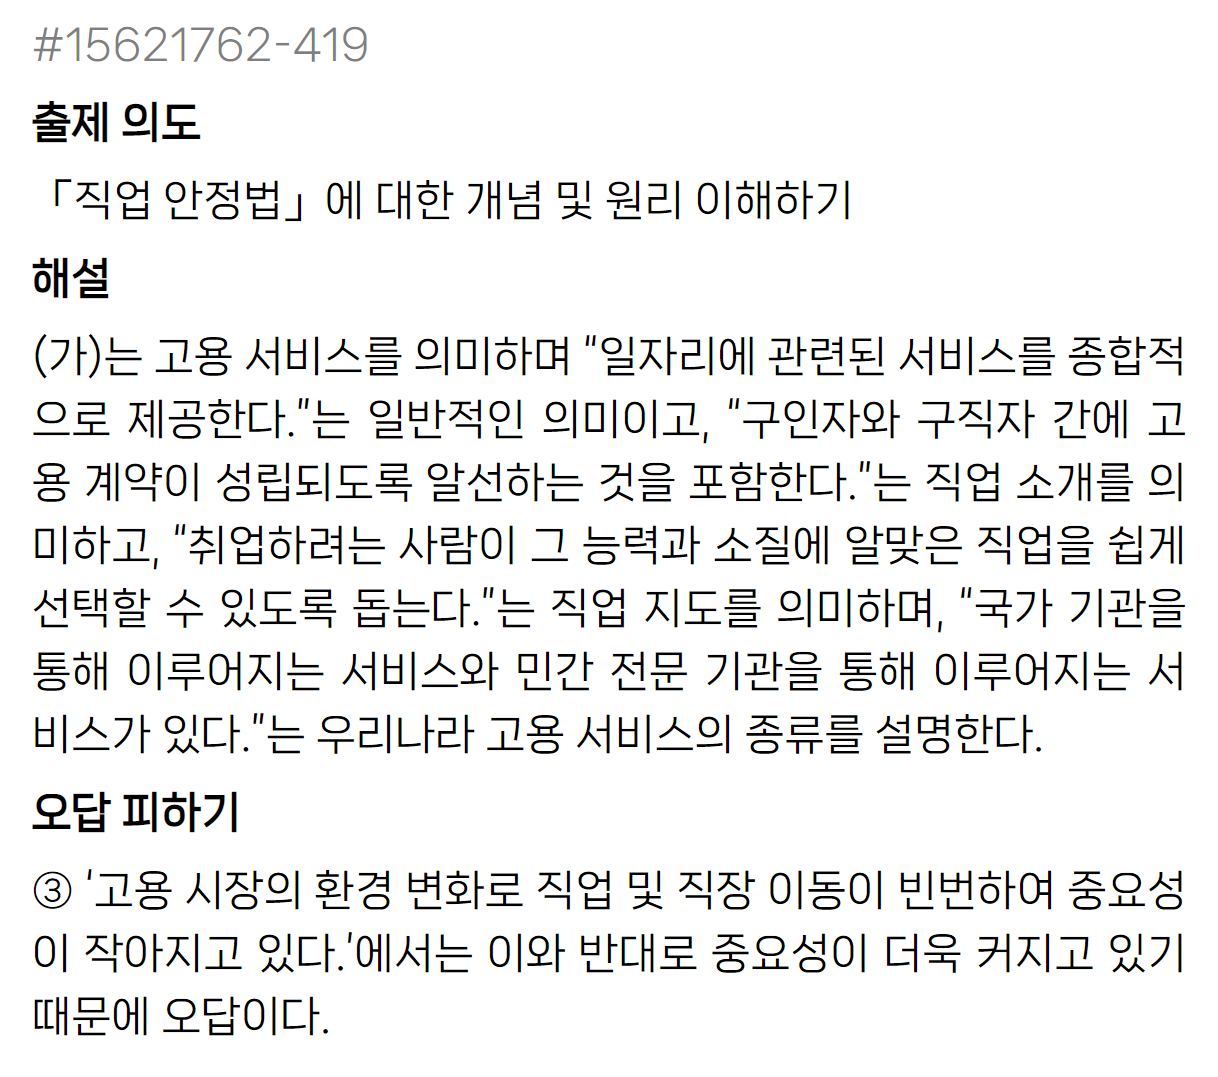 #15621762-419
출제 의도
「직업 안정법」에 대한 개념 및 원리 이해하기
해설
(가)는 고용 서비스를 의미하며 "일자리에 관련된 서비스를 종합적
으로 제공한다."는 일반적인 의미이고, "구인자와 구직자 간에 고
용 계약이 성립되도록 알선하는 것을 포함한다."는 직업 소개를 의
미하고, "취업하려는 사람이 그 능력과 소질에 알맞은 직업을 쉽게
선택할 수 있도록 돕는다."는 직업 지도를 의미하며, "국가 기관을
통해 이루어지는 서비스와 민간 전문 기관을 통해 이루어지는 서
비스가 있다."는 우리나라 고용 서비스의 종류를 설명한다.
오답 피하기
③ '고용 시장의 환경 변화로 직업 및 직장 이동이 빈번하여 중요성
이 작아지고 있다.'에서는 이와 반대로 중요성이 더욱 커지고 있기
때문에 오답이다.